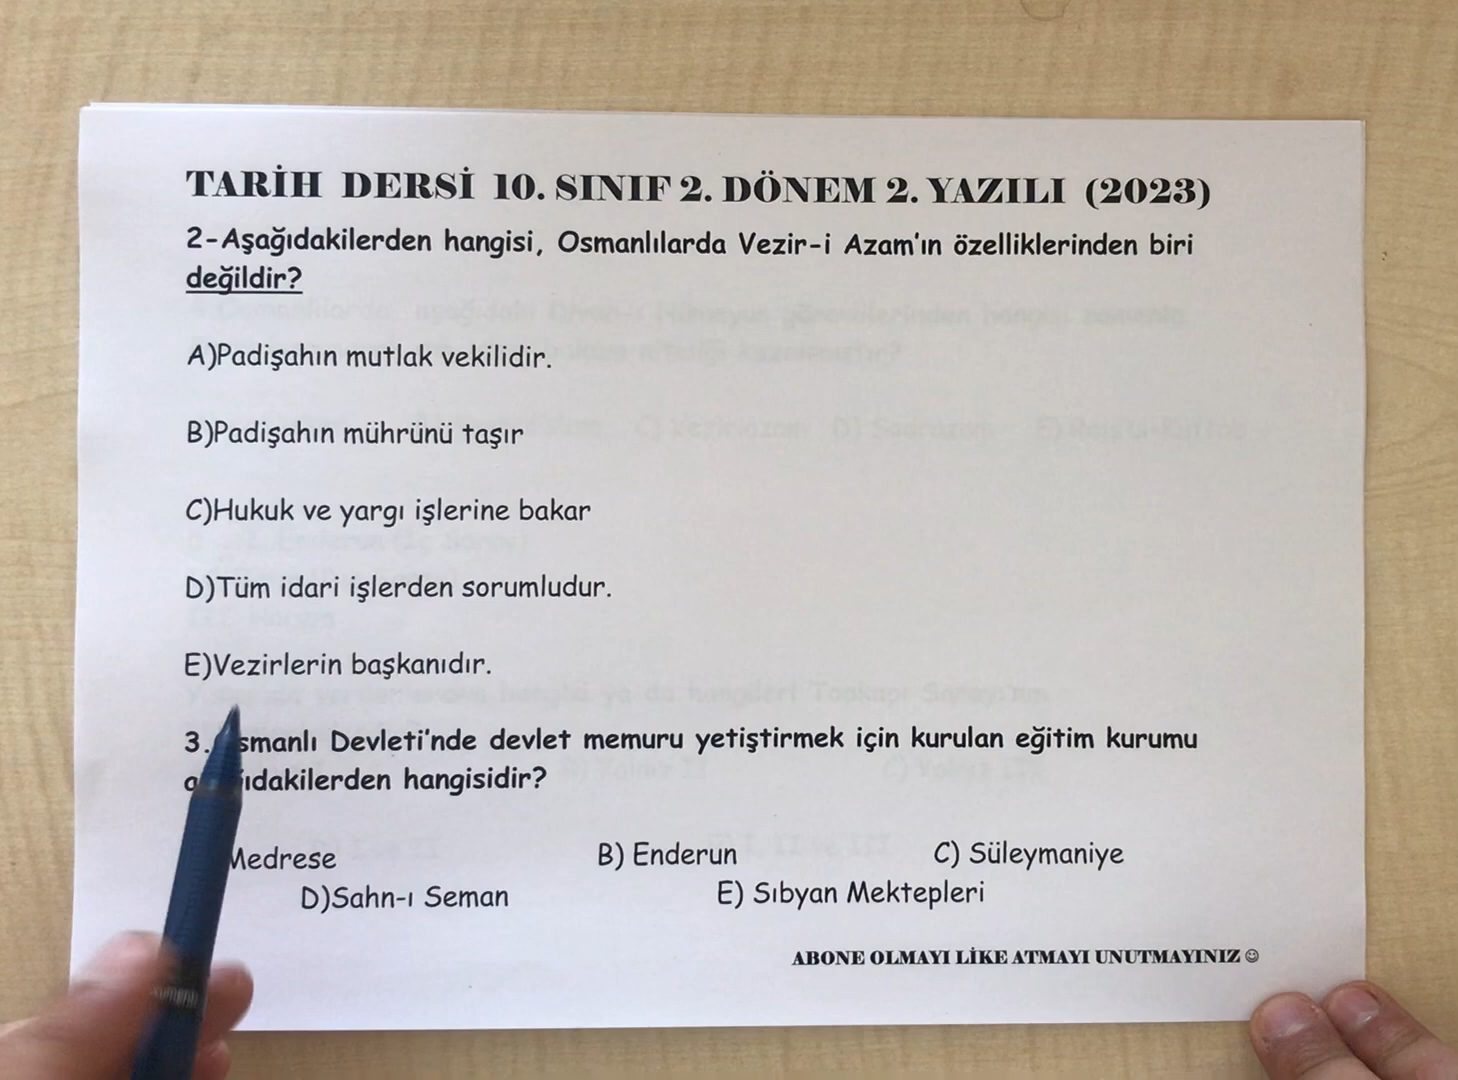 TARİH DERSİ 10. SINIF 2. DÖNEM 2. YAZILI (2023)
2-Aşağıdakilerden hangisi, Osmanlılarda Vezir-i Azam'ın özelliklerinden biri
değildir?
A)Padişahın mutlak vekilidir.
B)Padişahın mührünü taşır
C)Hukuk ve yargı işlerine bakar
D)Tüm idari işlerden sorumludur.
E)Vezirlerin başkanıdır.
3. Devleti'nde devlet memuru yetiştirmek için kurulan eğitim kurumu
hangisidir?
Medrese B) Enderun C) Süleymaniye
D)Sahn-ı Seman E) Sıbyan Mektepleri
ABONE OLMAYI LİKE ATMAYI UNUTMAYINIZ☺